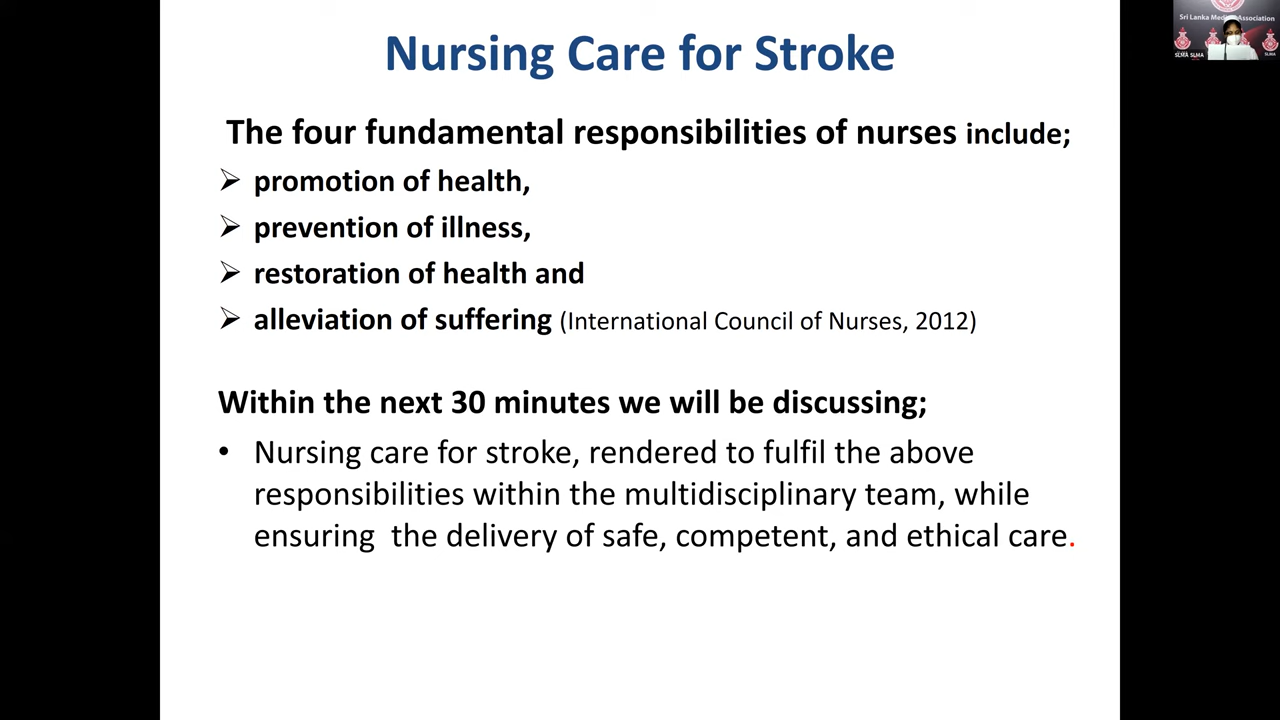 Nursing Care for Stroke
The four fundamental responsibilities of nurses include;
➢ promotion of health,
➢ prevention of illness,
➢ restoration of health and
➢ alleviation of suffering (International Council of Nurses, 2012)
Within the next 30 minutes we will be discussing;
• Nursing care for stroke, rendered to fulfil the above
responsibilities within the multidisciplinary team, while
ensuring  the delivery of safe, competent, and ethical care.
Sri Lanka Medical Association
SLMA SLMA
SLMA